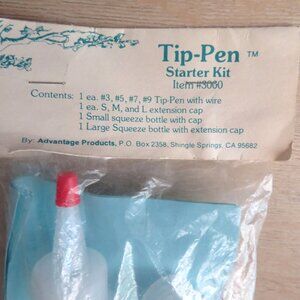 Tip-Pen ™
Starter Kit
Item #3000
Contents: 1 ea. #3, #5, #7, #9 Tip-Pen with wire
1 ea. S, M, and L extension cap
1 Small squeeze bottle with cap
1 Large Squeeze bottle with extension cap
By: Advantage Products, P.O. Box 2358, Shingle Springs, CA 95682